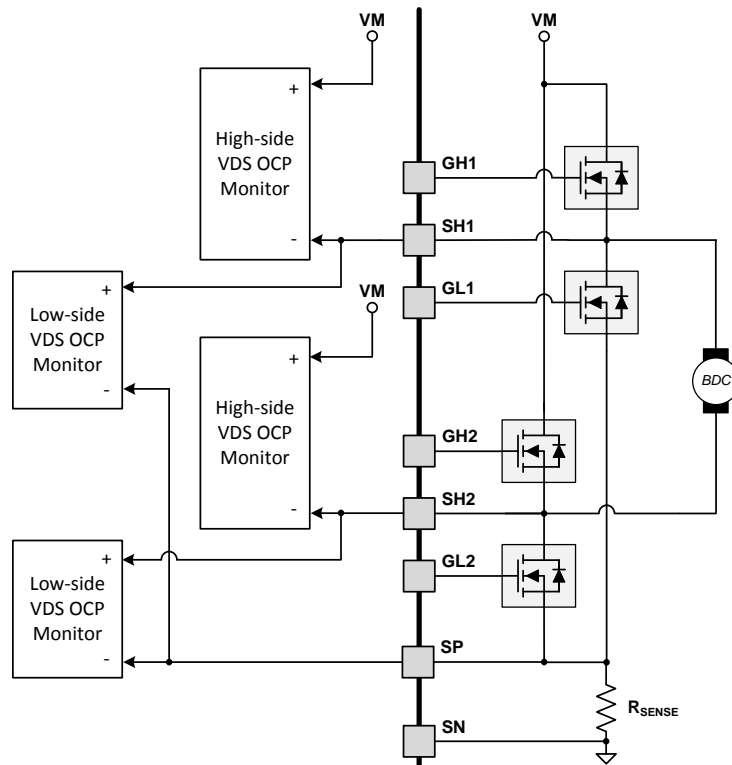 VM
VM
+
High-side
VDS OCP
Monitor
-
GH1
SH1
+
Low-side
VDS OCP
Monitor
-
GL1
VM
+
High-side
VDS OCP
Monitor
-
BDC
GH2
SH2
+
Low-side
VDS OCP
Monitor
-
GL2
SP
RSENSE
SN